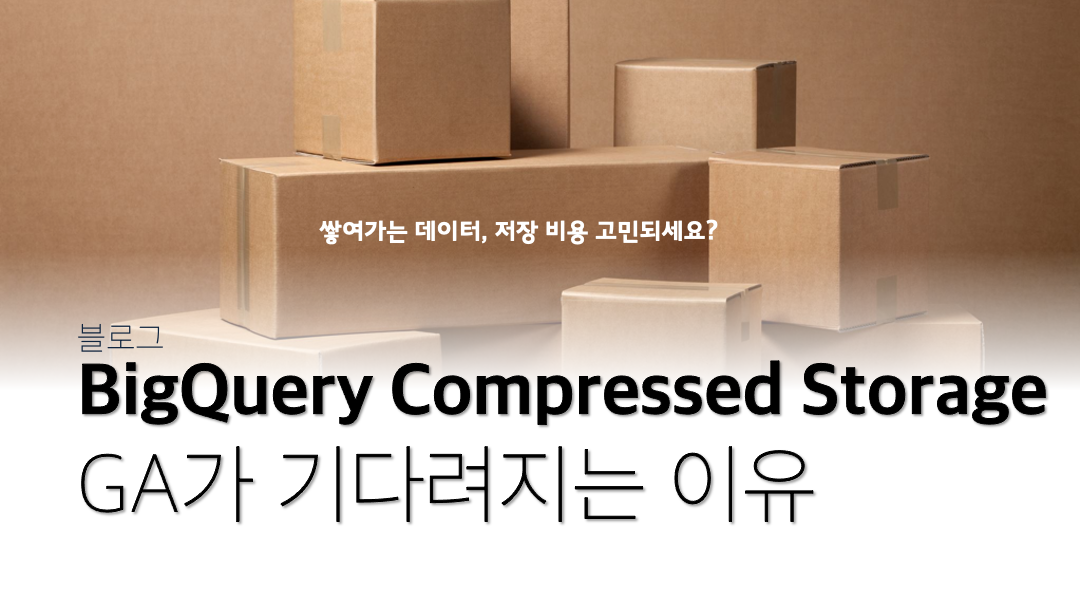 쌓여가는 데이터, 저장 비용 고민되세요?
블로그
BigQuery Compressed Storage
GA가 기다려지는 이유